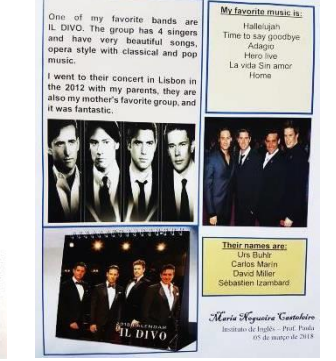 One of my favorite bands are
IL DIVO. The group has 4 singers
and have very beautiful songs,
opera style with classical and pop
music.
I went to their concert in Lisbon in
the 2012 with my parents, they are
also my mother's favorite group, and
it was fantastic.
My favorite music is:
Hallelujah
Time to say goodbye
Adagio
Hero live
La vida Sin amor
Home
CALENDAR
IL DIVO
Their names are:
Urs Buhlr
Carlos Marin
David Miller
Sébastien Izambard
Maria Nogueira Casteleiro
Instituto de Inglês - Prof. Paula
05 de março de 2018